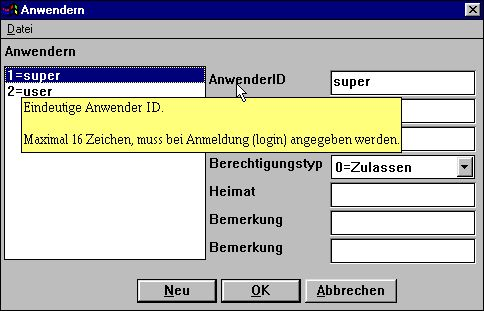 Anwendern
Datei
Anwendern
1=super
2=user
AnwenderID
super
Eindeutige Anwender ID.
Maximal 16 Zeichen, muss bei Anmeldung (login) angegeben werden.
Berechtigungstyp
0=Zulassen
Heimat
Bemerkung
Bemerkung
Neu
OK
Abbrechen